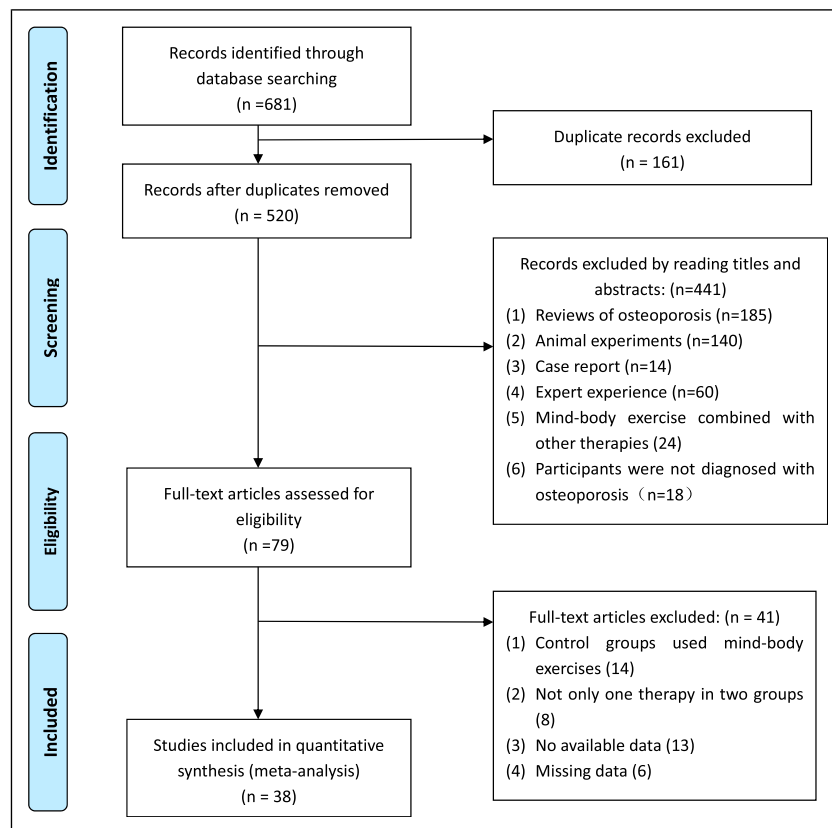 Identification
Records identified through
database searching
(n =681)
Duplicate records excluded
(n = 161)
Records after duplicates removed
(n = 520)
Screening
Records excluded by reading titles and
abstracts: (n=441)
(1) Reviews of osteoporosis (n=185)
(2) Animal experiments (n=140)
(3) Case report (n=14)
(4) Expert experience (n=60)
(5) Mind-body exercise combined with
other therapies (24)
(6) Participants were not diagnosed with
osteoporosis（n=18）
Eligibility
Full-text articles assessed for
eligibility
(n =79)
Full-text articles excluded: (n = 41)
(1) Control groups used mind-body
exercises (14)
(2) Not only one therapy in two groups
(8)
(3) No available data (13)
(4) Missing data (6)
Included
Studies included in quantitative
synthesis (meta-analysis)
(n = 38)